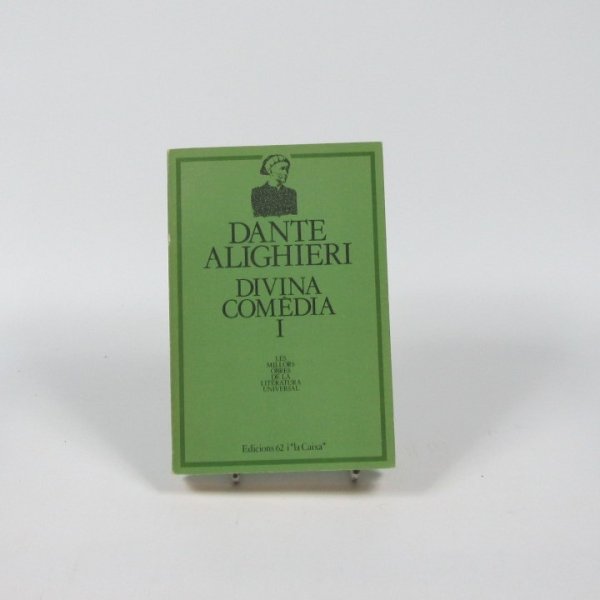 DANTE
ALIGHIERI
DIVINA
COMÈDIA
I
LES
MILLORS
OBRES
DE LA
LITERATURA
UNIVERSAL
Edicions 62 i "la Caixa"